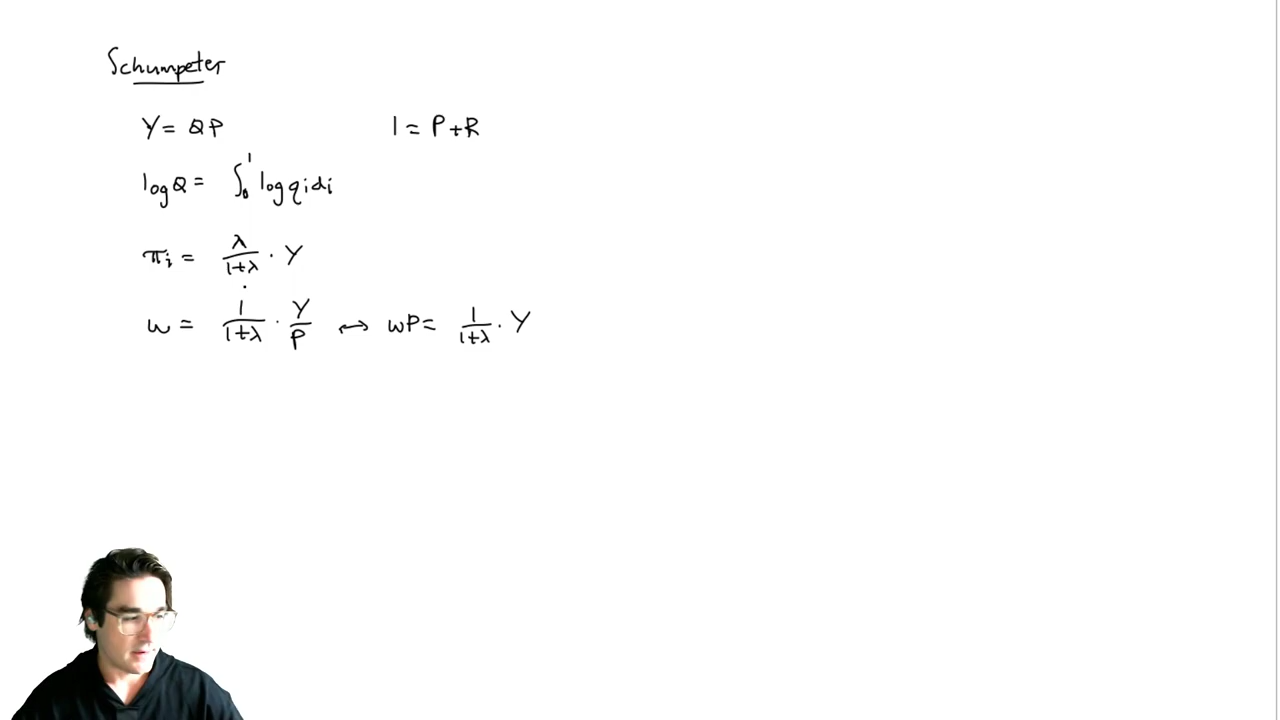 Schumpeter
Y = QP    1 = P + R
log Q = ∫₀¹ log qi di
πi = λ/(1+λ) · Y
w = 1/(1+λ) · Y/P ↔ wP = 1/(1+λ) · Y